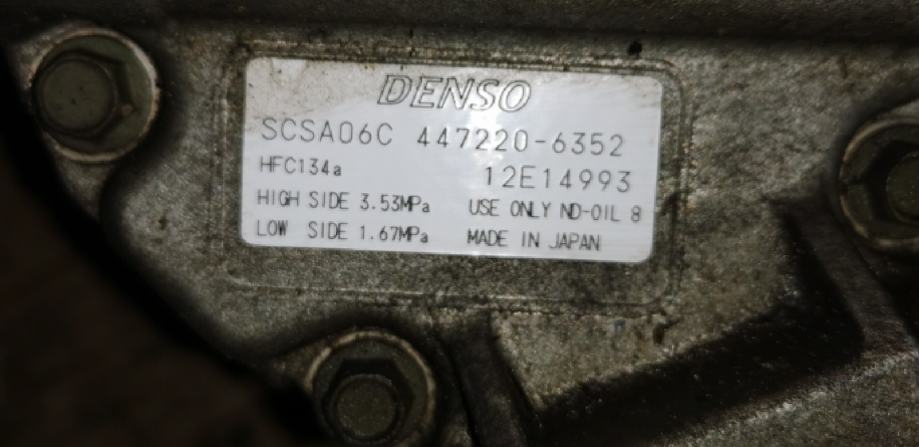 DENSO
SCSA06C 447220-6352
HFC134a 12E14993
HIGH SIDE 3.53MPa USE ONLY ND-OIL 8
LOW SIDE 1.67MPa MADE IN JAPAN